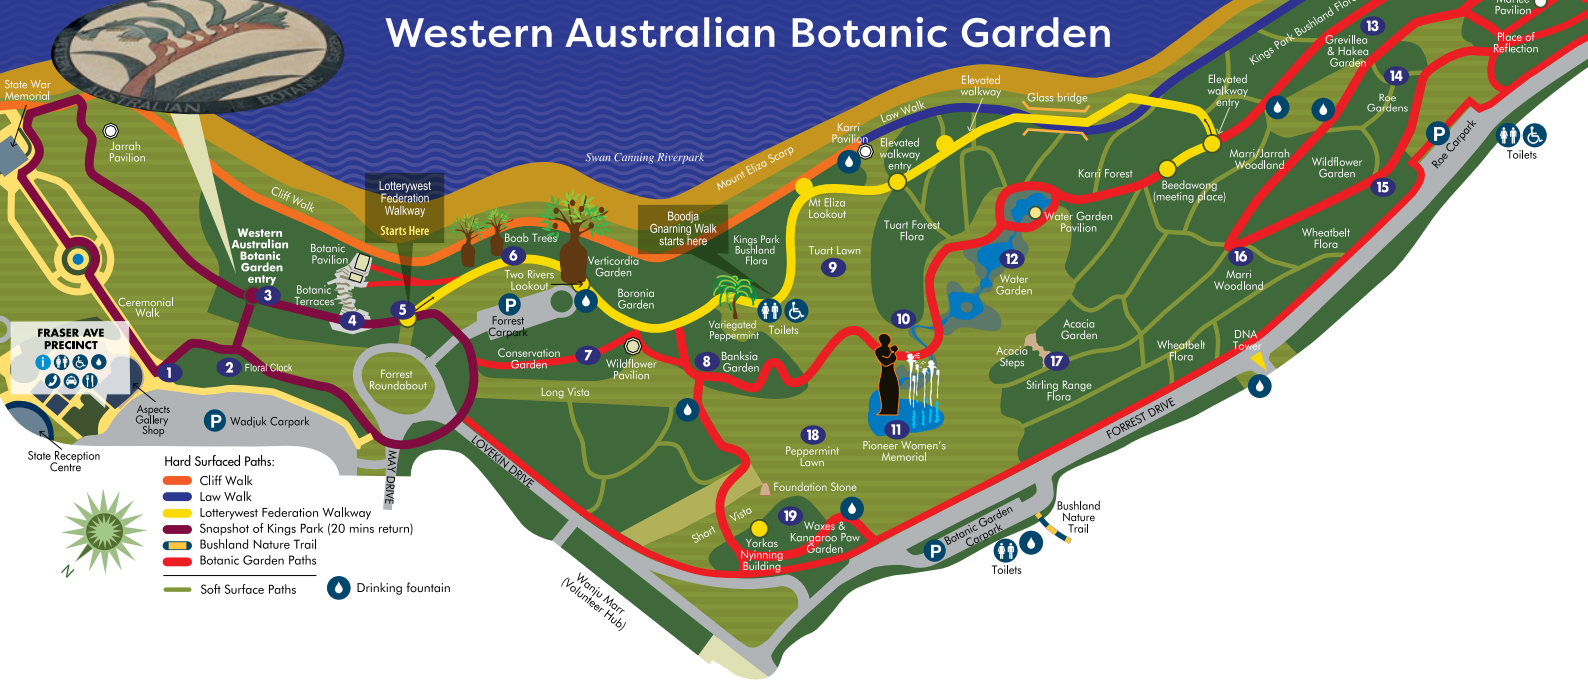 Western Australian Botanic Garden
AUSTRALIAN
BOTANIC
State War
Memorial
Jarrah
Pavilion
Cliff Walk
Swan Canning Riverpark
Mount Eliza Scarp
Law Walk
Kings Park Bushland Flora
Pavilion
Place of
Reflection
Elevated
walkway
Glass bridge
Elevated
walkway
entry
Karri
Pavilion
Elevated
walkway
entry
13
Grevillea
& Hakea
Garden
14
Roe
Gardens
P
Roe Carpark
Toilets
Marri/Jarrah
Woodland
Wildflower
Garden
15
Karri Forest
Beedawong
(meeting place)
Mt Eliza
Lookout
Water Garden
Pavilion
Tuart Forest
Flora
Wheatbelt
Flora
16
Marri
Woodland
Lotterywest
Federation
Walkway
Starts Here
Boodja
Gnarning Walk
starts here
Kings Park
Bushland
Flora
Tuart Lawn
9
12
Water
Garden
Western
Australian
Botanic
Garden
entry
3
Botanic
Pavilion
Botanic
Terraces
4
5
Boab Trees
6
Two Rivers
Lookout
Verticordia
Garden
Boronia
Garden
P
Forrest
Carpark
Variegated
Peppermint
Toilets
10
Acacia
Garden
Acacia
Steps
17
Stirling Range
Flora
Wheatbelt
Flora
DNA
Tower
Ceremonial
Walk
FRASER AVE
PRECINCT
i
P
1
2
Floral Clock
Forrest
Roundabout
Conservation
Garden
7
Wildflower
Pavilion
8
Banksia
Garden
Long Vista
Aspects
Gallery
Shop
Wadjuk Carpark
State Reception
Centre
MAY DRIVE
LOVEKIN DRIVE
FORREST DRIVE
18
Peppermint
Lawn
11
Pioneer Women's
Memorial
Foundation Stone
Short Vista
19
Waxes &
Kangaroo Paw
Garden
Yorkas
Nyinning
Building
P
Botanic Garden
Carpark
Toilets
Bushland
Nature
Trail
Wanju Marr
(Volunteer Hub)
N
Hard Surfaced Paths:
Cliff Walk
Law Walk
Lotterywest Federation Walkway
Snapshot of Kings Park (20 mins return)
Bushland Nature Trail
Botanic Garden Paths
Soft Surface Paths
Drinking fountain